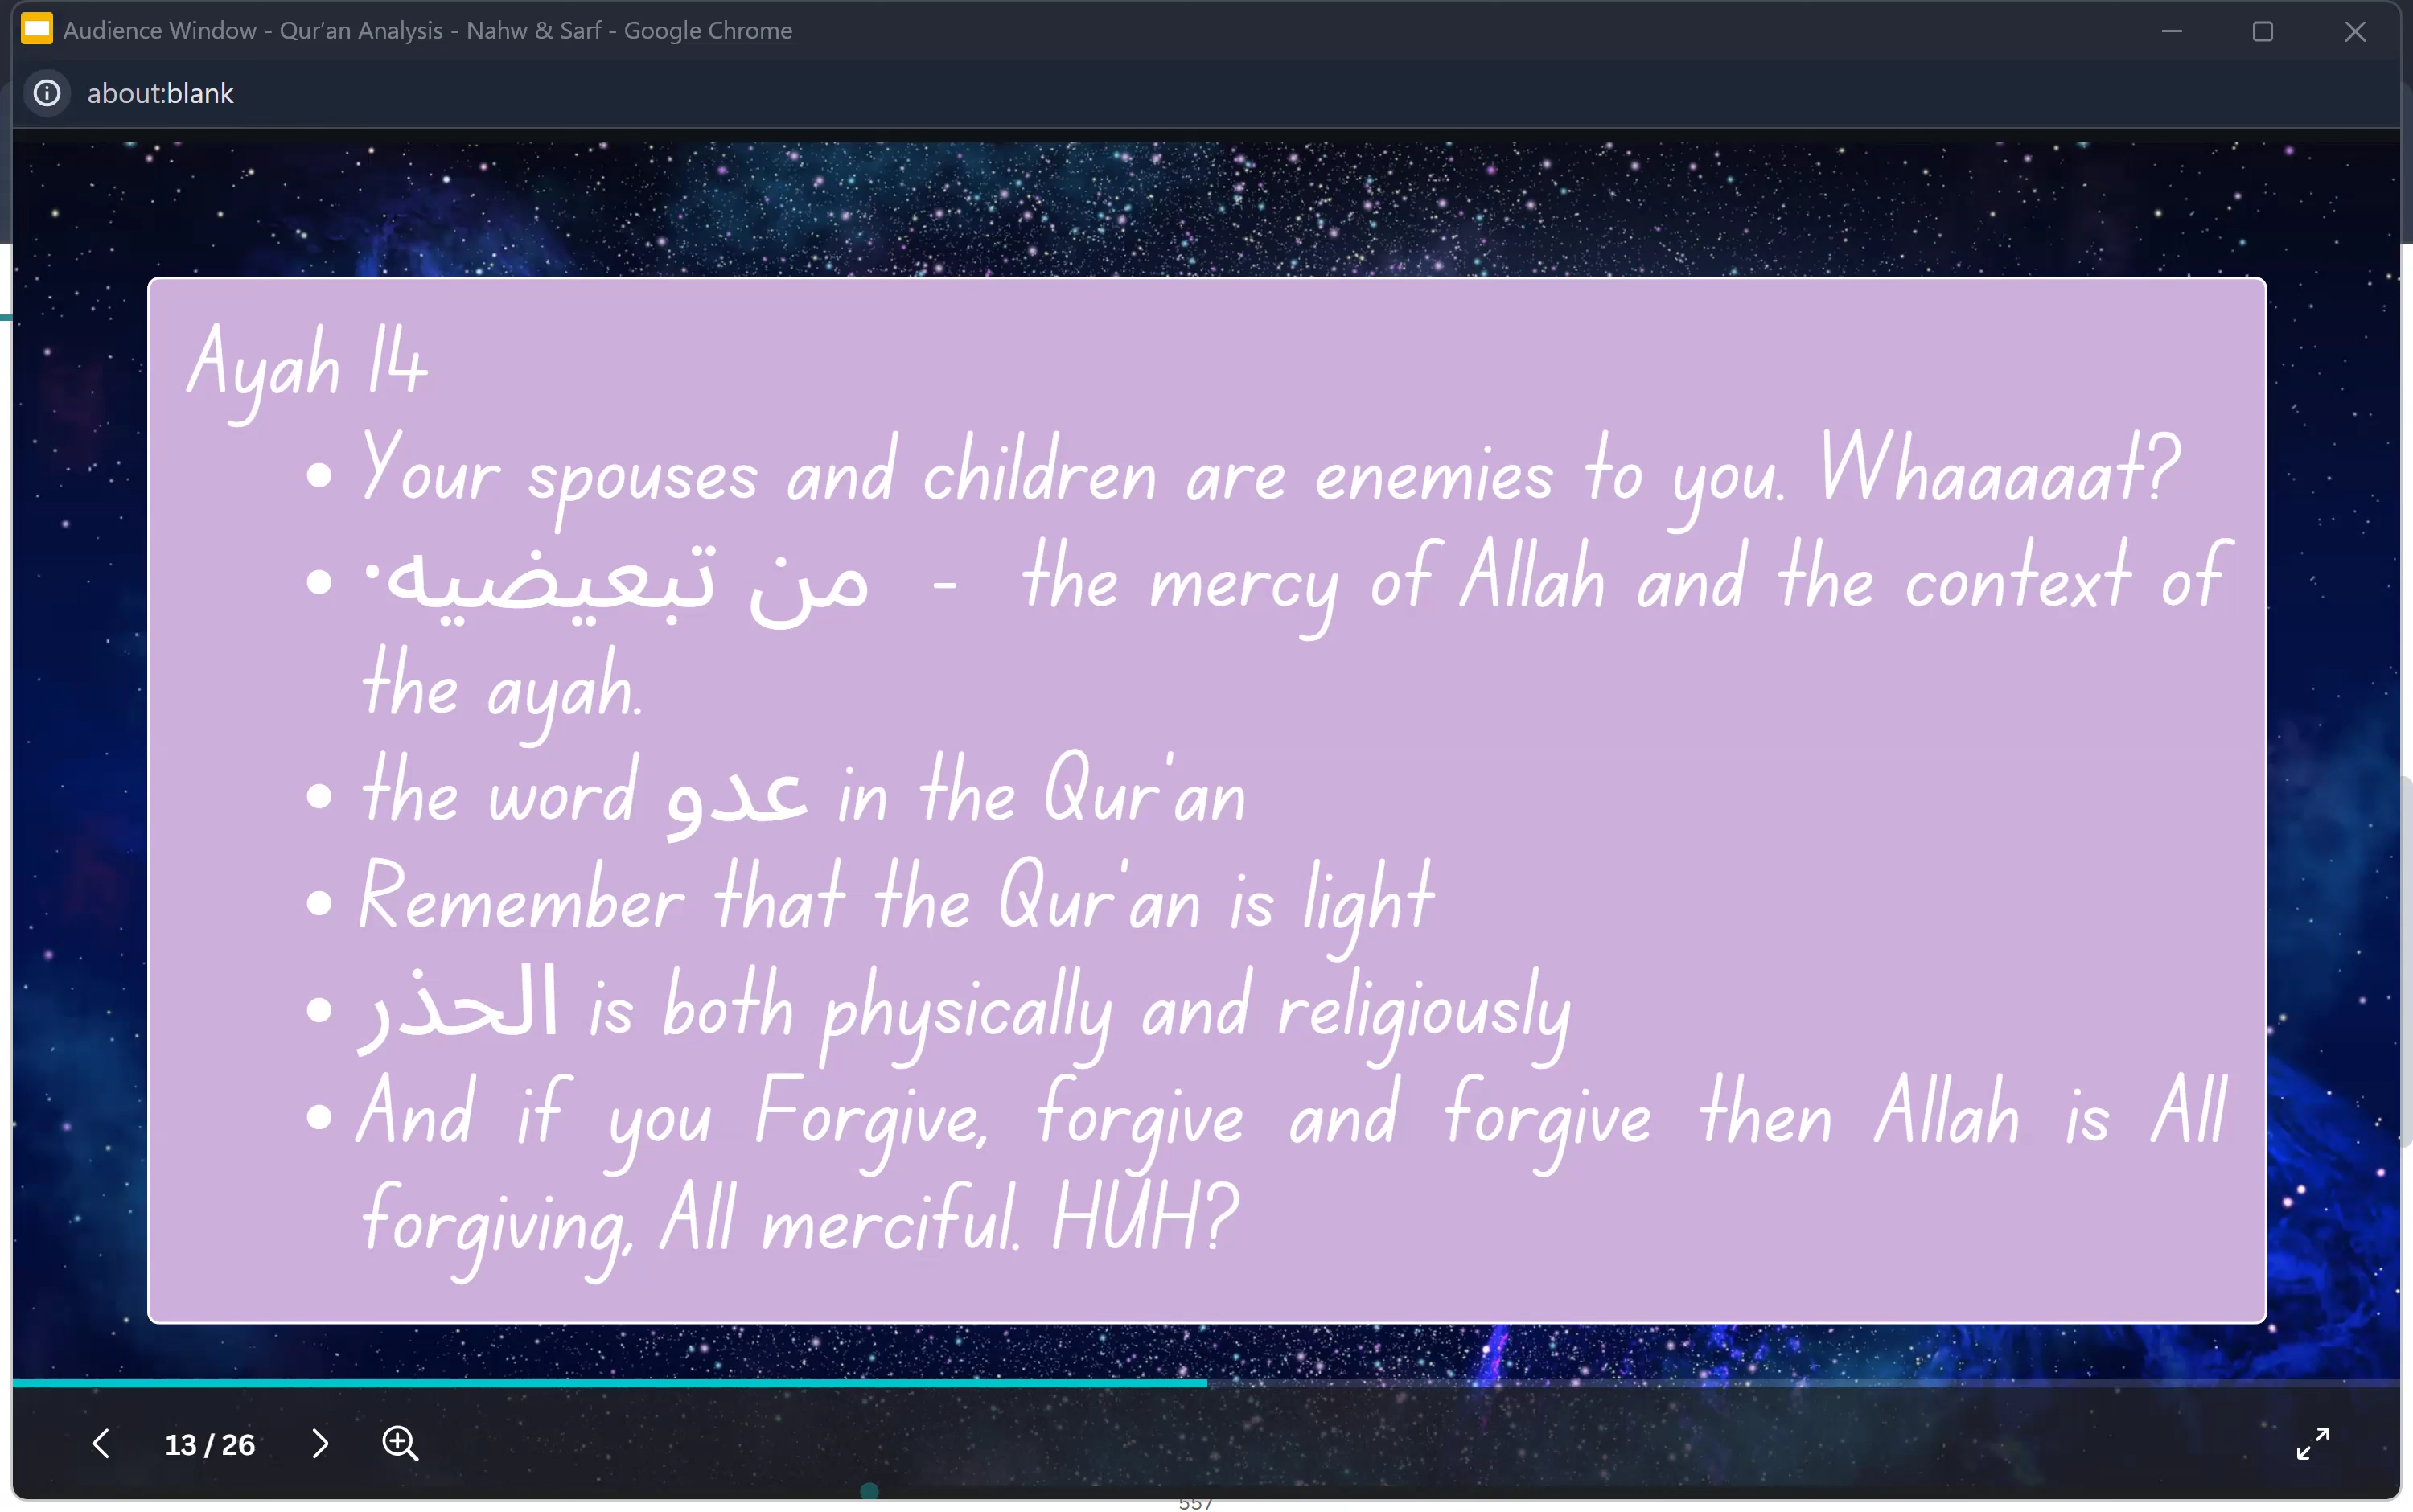 Audience Window - Qur'an Analysis - Nahw & Sarf - Google Chrome
about:blank
Ayah 14
• Your spouses and children are enemies to you. Whaaaaat?
• من تبعيضيه. - the mercy of Allah and the context of
the ayah.
• the word عدو in the Qur'an
• Remember that the Qur'an is light
• الحذر is both physically and religiously
• And if you Forgive, forgive and forgive then Allah is All
forgiving, All merciful. HUH?
13 / 26
557